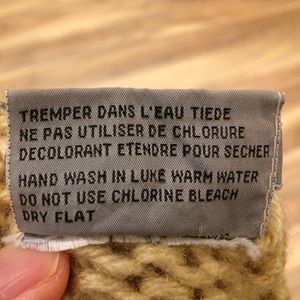 TREMPER DANS L'EAU TIEDE
NE PAS UTILISER DE CHLORURE
DECOLORANT ETENDRE POUR SECHER
HAND WASH IN LUKE WARM WATER
DO NOT USE CHLORINE BLEACH
DRY FLAT